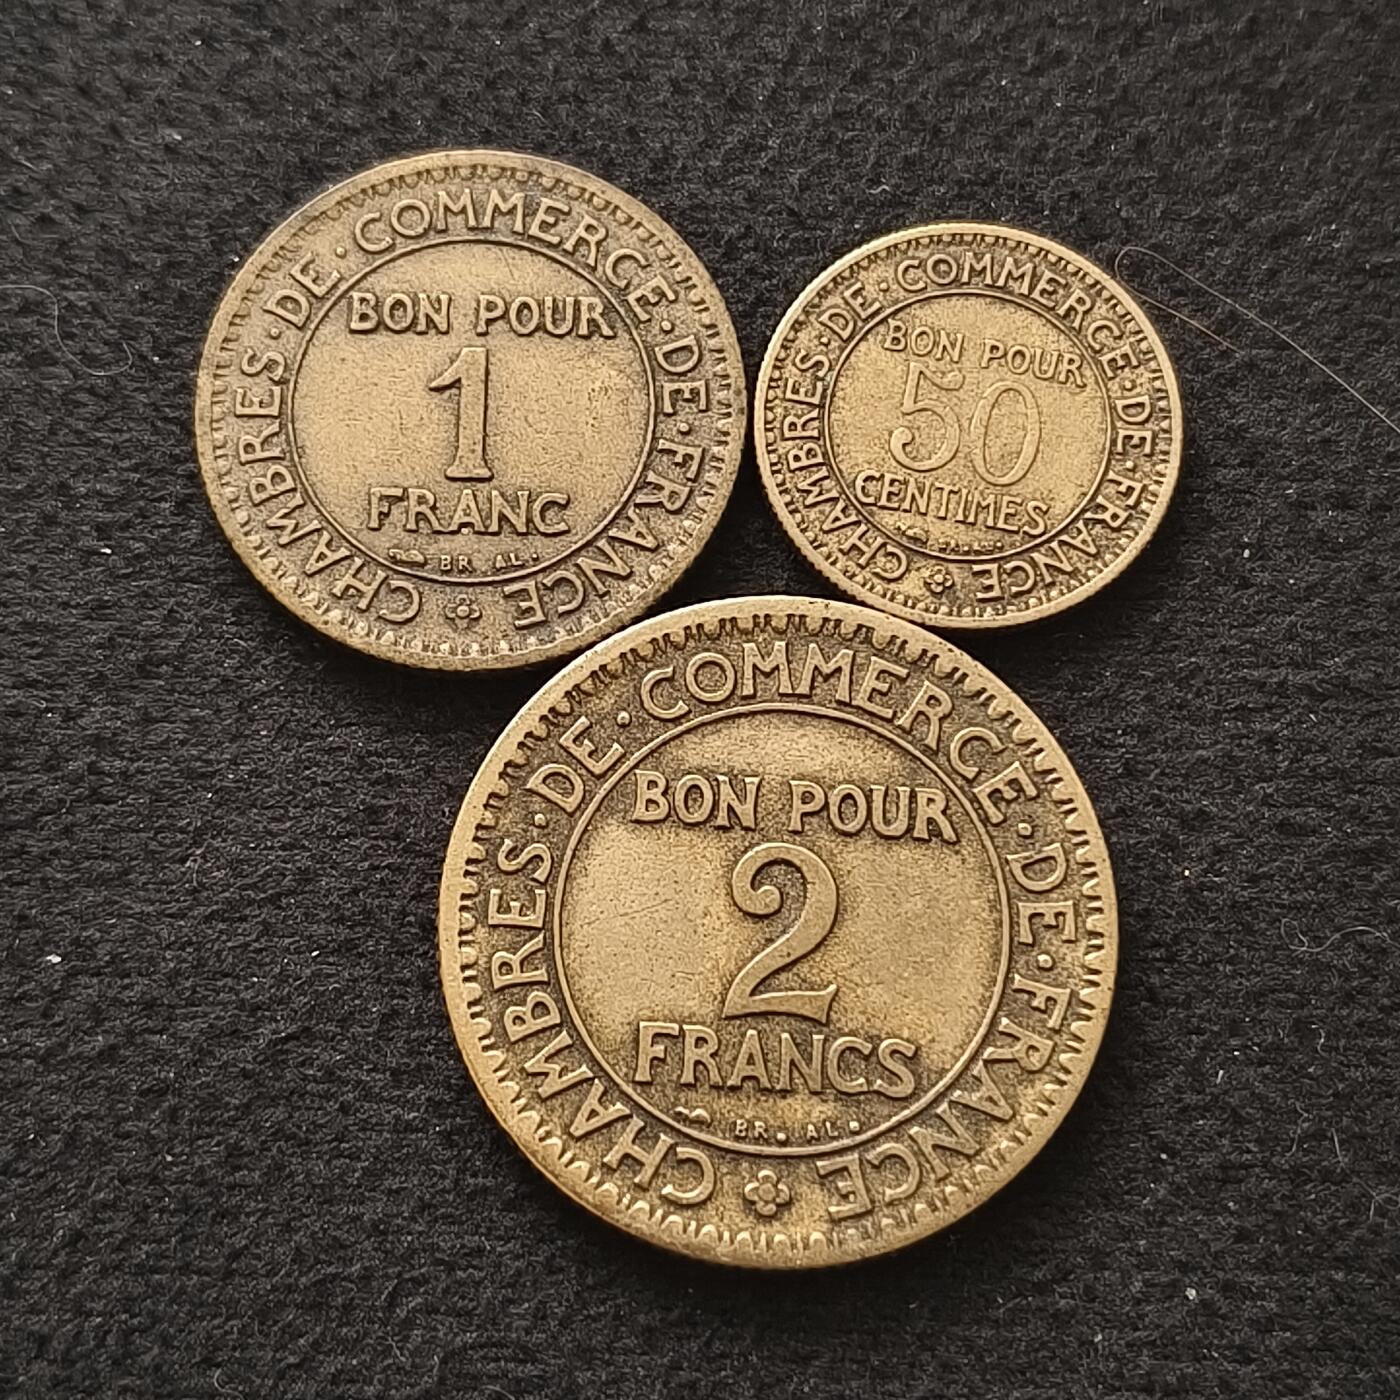 CHAMBRES·DE·COMMERCE·DE·FRANCE
BON POUR
1
FRANC
BR. AL.
CHAMBRES·DE·COMMERCE·DE·FRANCE
BON POUR
50
CENTIMES
CHAMBRES·DE·COMMERCE·DE·FRANCE
BON POUR
2
FRANCS
BR. AL.